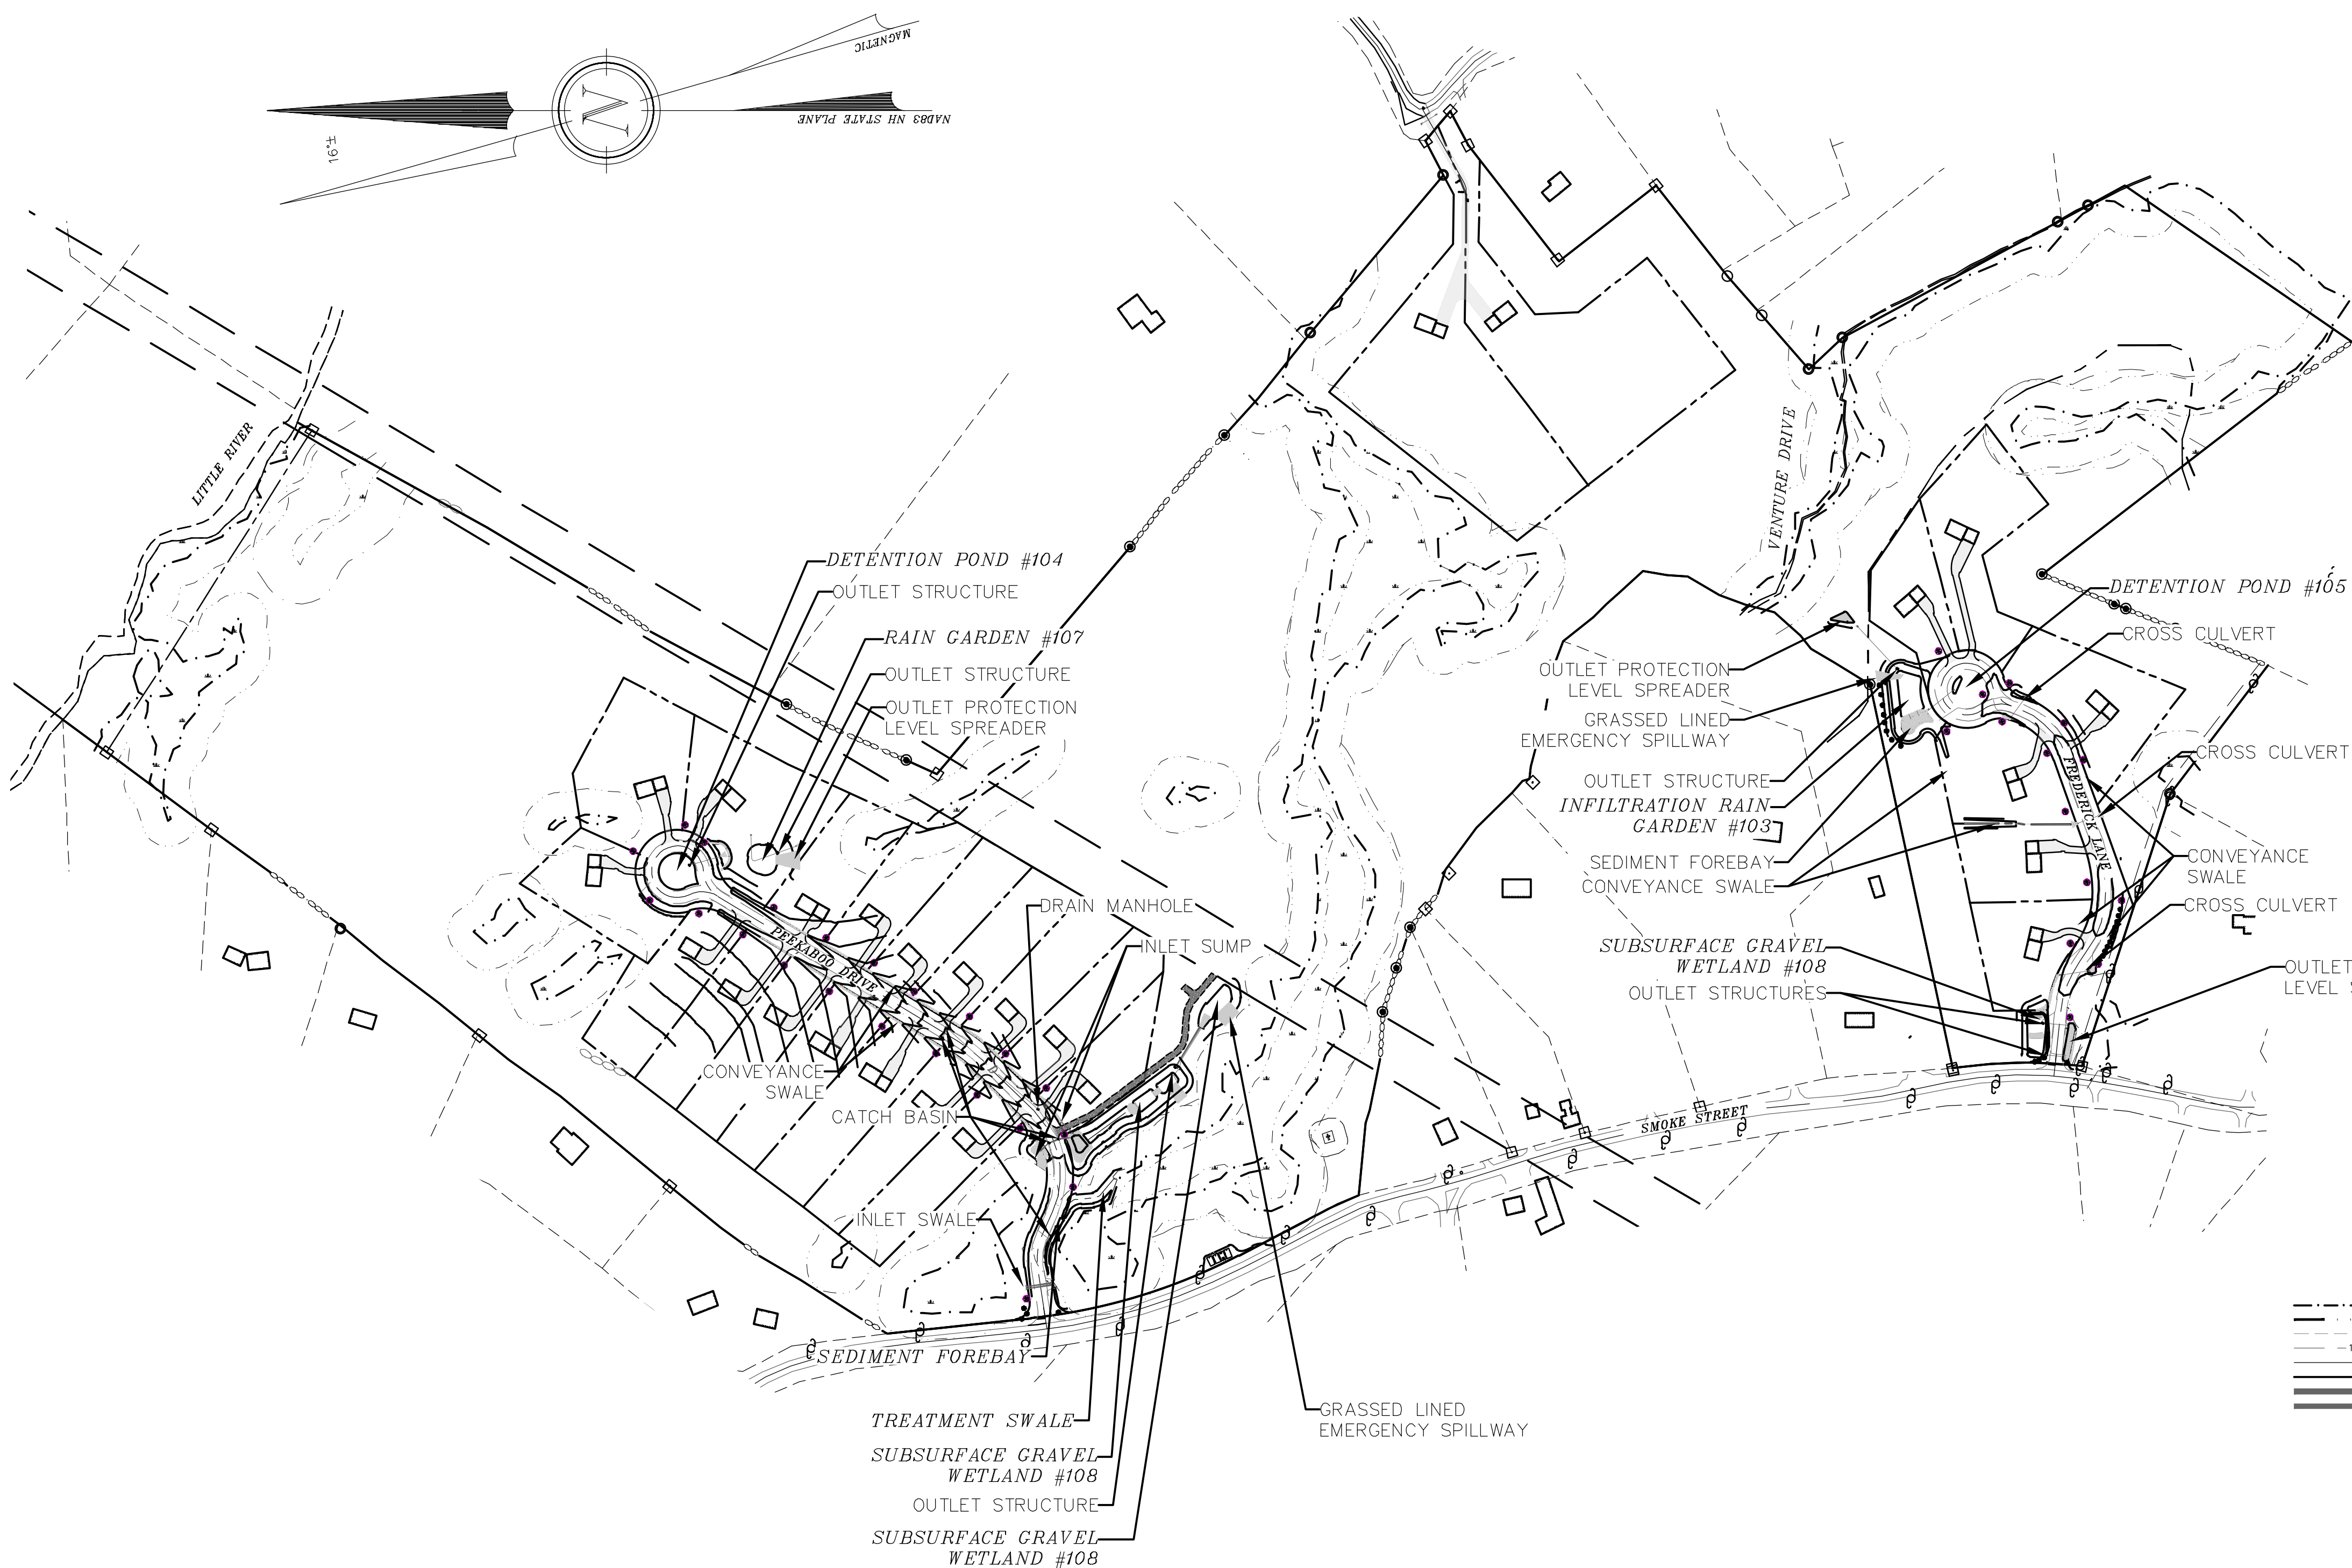 MAGNETIC
NAD83 NH STATE PLANE
N
16°±
LITTLE RIVER
VENTURE DRIVE
DETENTION POND #104
OUTLET STRUCTURE
RAIN GARDEN #107
OUTLET STRUCTURE
OUTLET PROTECTION
LEVEL SPREADER
DETENTION POND #105
CROSS CULVERT
OUTLET PROTECTION
LEVEL SPREADER
GRASSED LINED
EMERGENCY SPILLWAY
CROSS CULVERT
OUTLET STRUCTURE
INFILTRATION RAIN
GARDEN #103
FREDERICK LANE
SEDIMENT FOREBAY
CONVEYANCE SWALE
CONVEYANCE
SWALE
CROSS CULVERT
PEEKABOO DRIVE
DRAIN MANHOLE
INLET SUMP
SUBSURFACE GRAVEL
WETLAND #108
OUTLET STRUCTURES
OUTLET
LEVEL
CONVEYANCE
SWALE
CATCH BASIN
SMOKE STREET
INLET SWALE
SEDIMENT FOREBAY
TREATMENT SWALE
GRASSED LINED
EMERGENCY SPILLWAY
SUBSURFACE GRAVEL
WETLAND #108
OUTLET STRUCTURE
SUBSURFACE GRAVEL
WETLAND #108